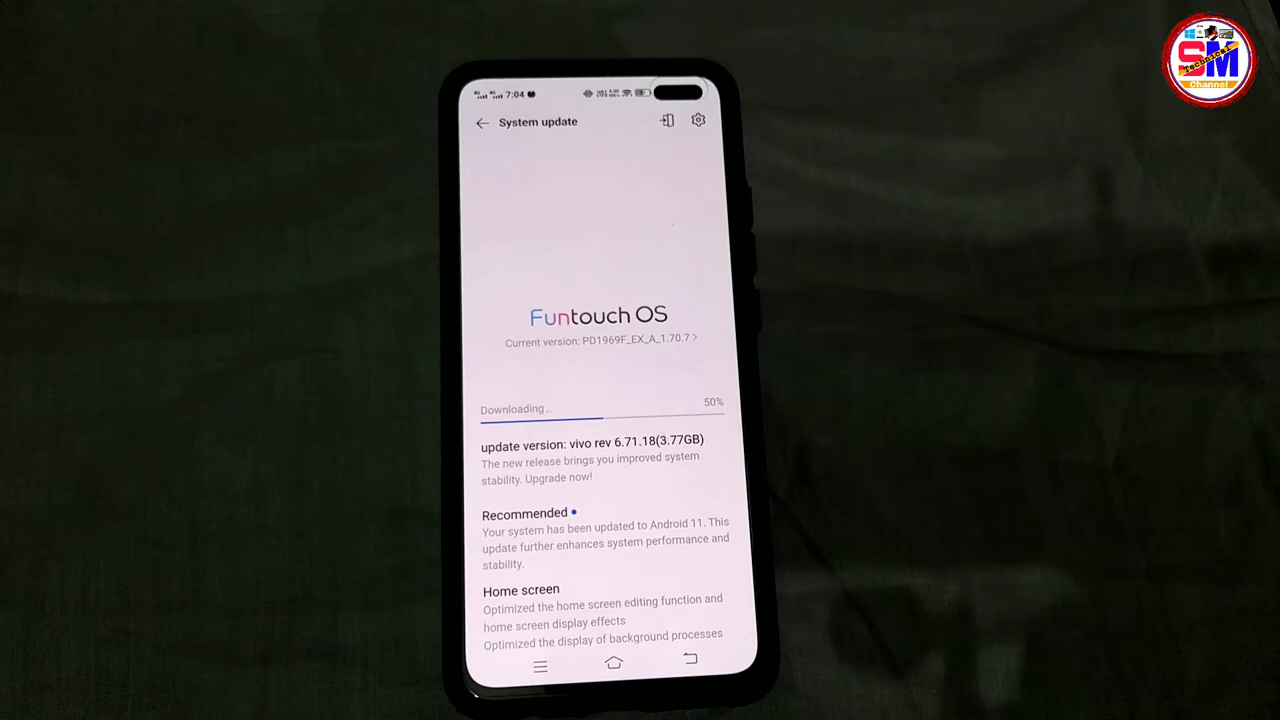 7:04
System update
Funtouch OS
Current version: PD1969F_EX_A_1.70.7 >
Downloading..
50%
update version: vivo rev 6.71.18(3.77GB)
The new release brings you improved system
stability. Upgrade now!
Recommended
Your system has been updated to Android 11. This
update further enhances system performance and
stability.
Home screen
Optimized the home screen editing function and
home screen display effects
Optimized the display of background processes
SM
Technical
Channel